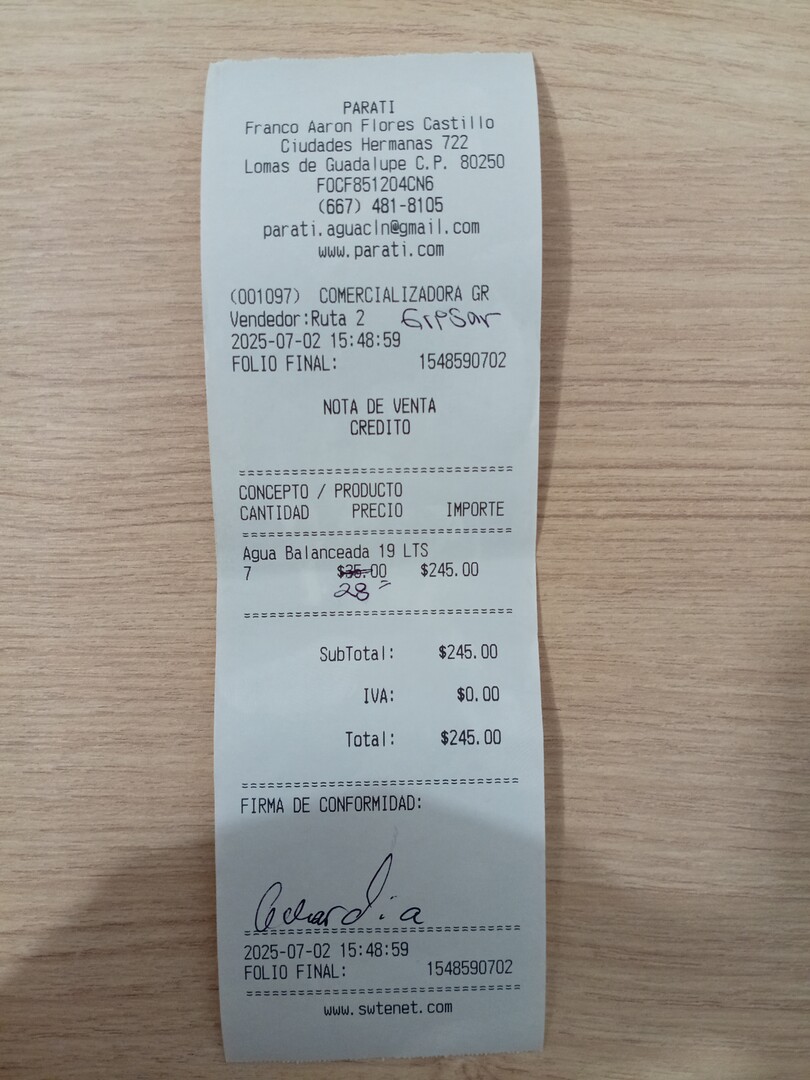 PARATI
Franco Aaron Flores Castillo
Ciudades Hermanas 722
Lomas de Guadalupe C.P. 80250
FOCF851204CN6
(667) 481-8105
parati.aguacln@gmail.com
www.parati.com
(001097) COMERCIALIZADORA GR
Vendedor:Ruta 2 GIPSar
2025-07-02 15:48:59
FOLIO FINAL: 1548590702
NOTA DE VENTA
CREDITO
CONCEPTO / PRODUCTO
CANTIDAD PRECIO IMPORTE
Agua Balanceada 19 LTS
7 $35.00 $245.00
28
SubTotal: $245.00
IVA: $0.00
Total: $245.00
FIRMA DE CONFORMIDAD:
2025-07-02 15:48:59
FOLIO FINAL: 1548590702
www.swtenet.com